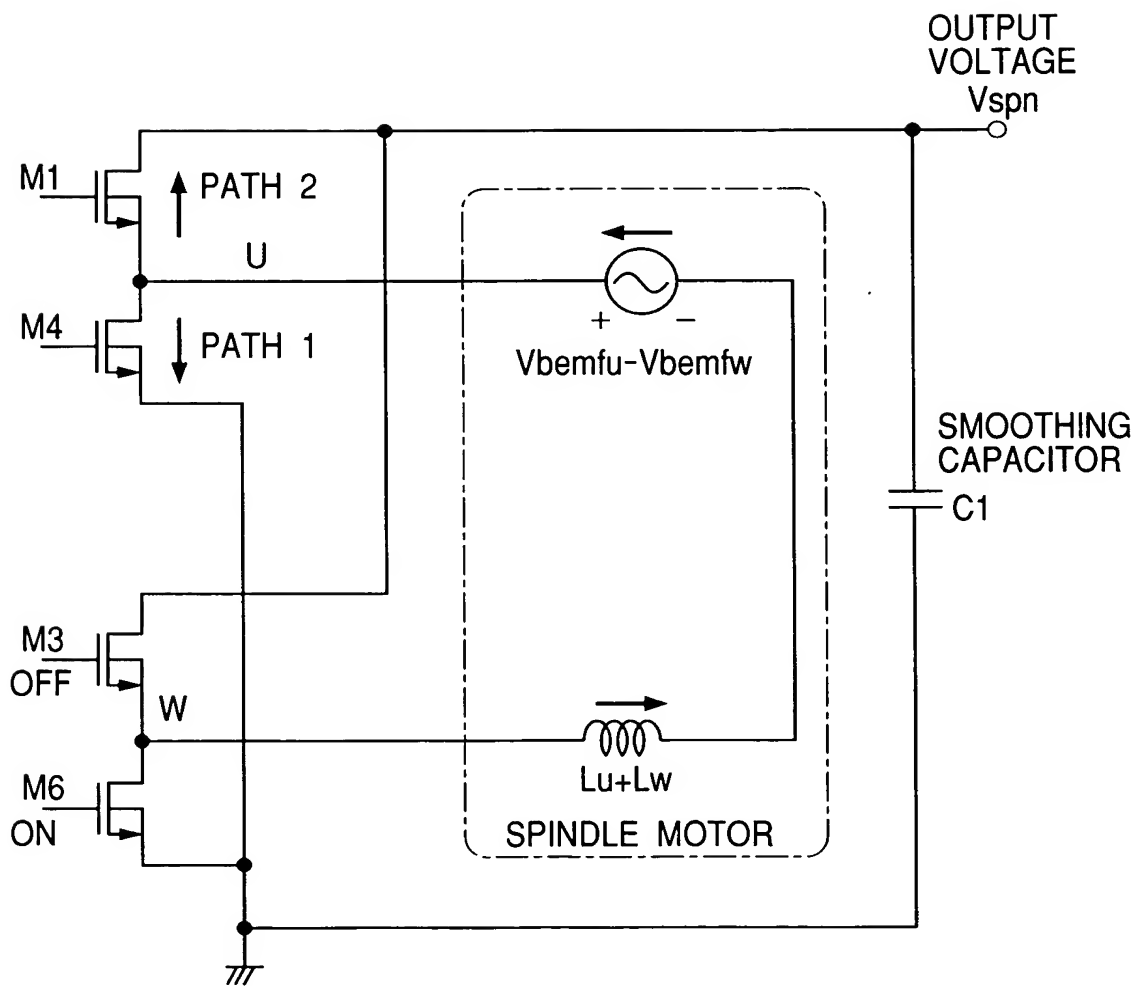 OUTPUT
VOLTAGE
Vspn
M1
PATH 2
U
M4
PATH 1
+ −
Vbemfu-Vbemfw
SMOOTHING
CAPACITOR
C1
M3
OFF
W
M6
ON
Lu+Lw
SPINDLE MOTOR